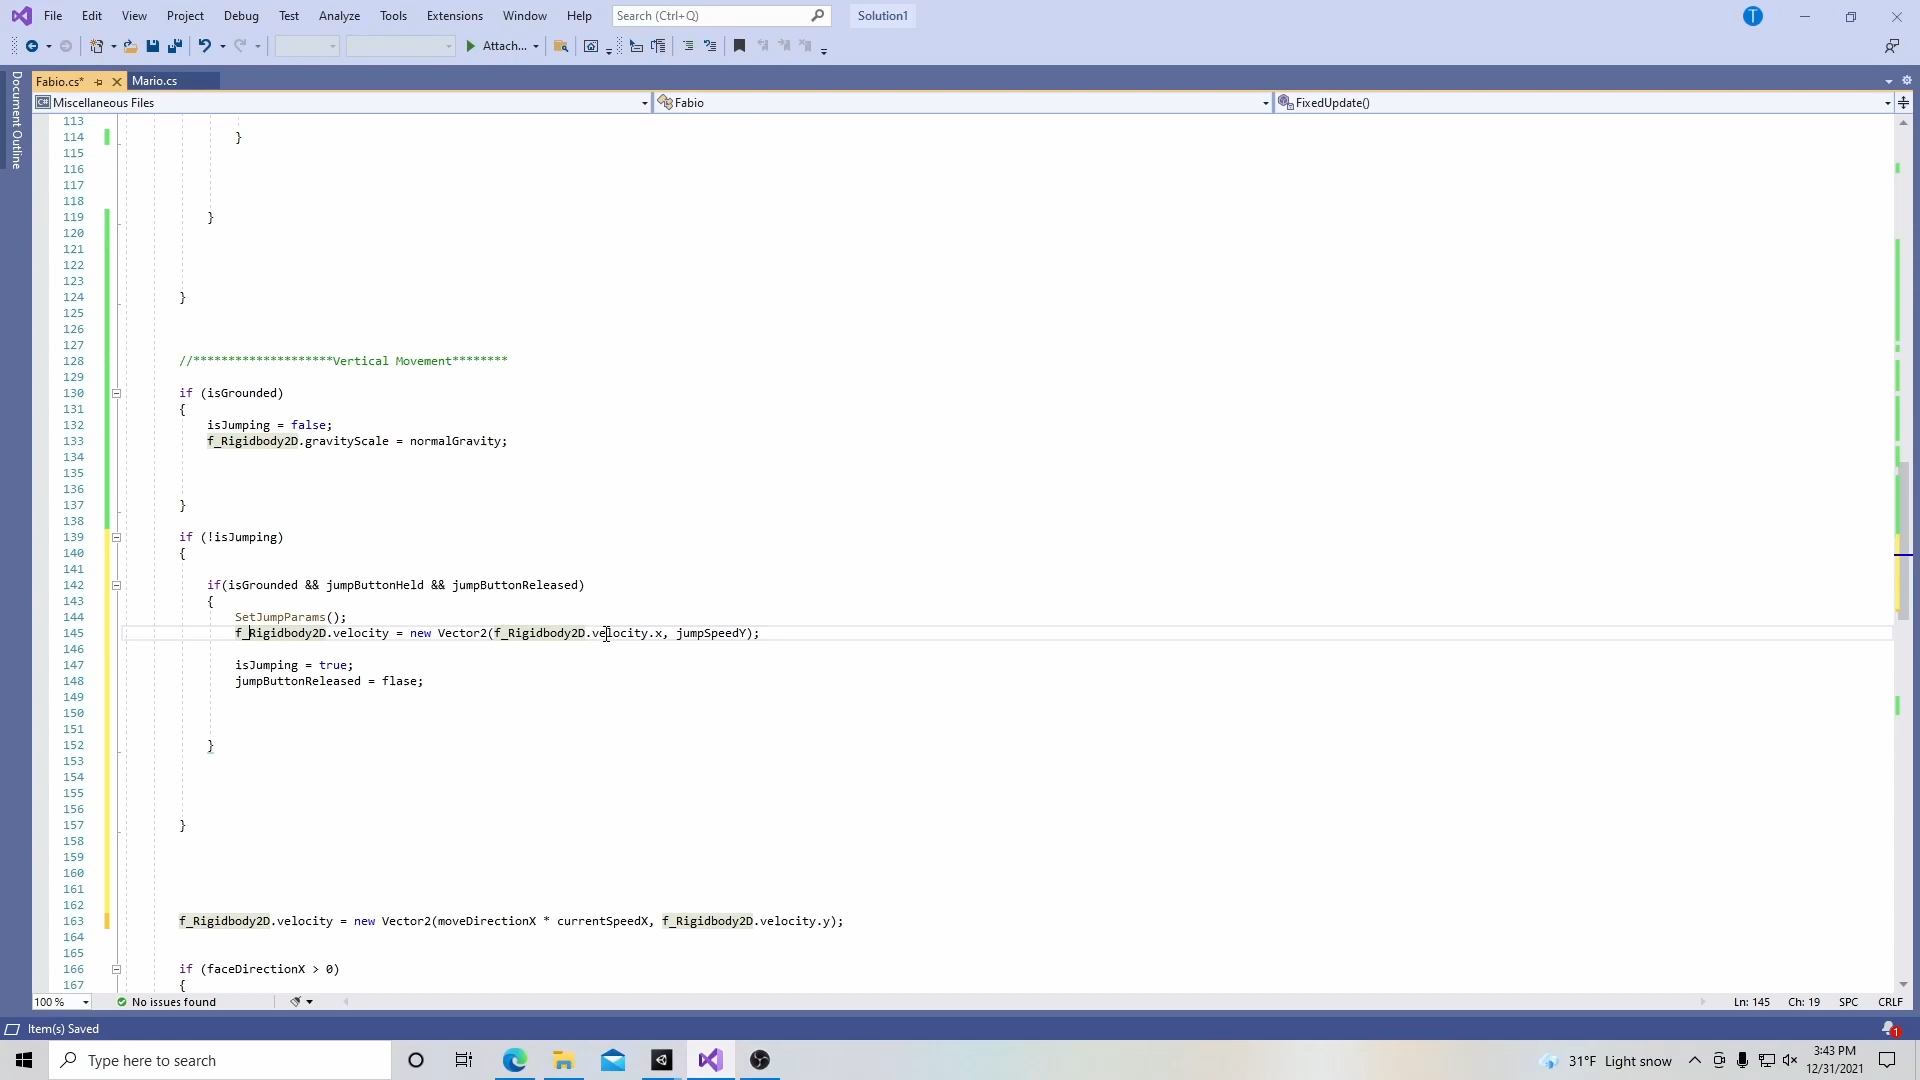 File Edit View Project Debug Test Analyze Tools Extensions Window Help Search (Ctrl+Q) Solution1 T
Attach...
Document Outline
Fabio.cs* Mario.cs
C# Miscellaneous Files Fabio FixedUpdate()
113
114 }
115
116
117
118
119 }
120
121
122
123
124 }
125
126
127
128 //********************Vertical Movement********
129
130 if (isGrounded)
131 {
132 isJumping = false;
133 f_Rigidbody2D.gravityScale = normalGravity;
134
135
136
137 }
138
139 if (!isJumping)
140 {
141
142 if(isGrounded && jumpButtonHeld && jumpButtonReleased)
143 {
144 SetJumpParams();
145 f_Rigidbody2D.velocity = new Vector2(f_Rigidbody2D.velocity.x, jumpSpeedY);
146
147 isJumping = true;
148 jumpButtonReleased = flase;
149
150
151
152 }
153
154
155
156
157 }
158
159
160
161
162
163 f_Rigidbody2D.velocity = new Vector2(moveDirectionX * currentSpeedX, f_Rigidbody2D.velocity.y);
164
165
166 if (faceDirectionX > 0)
167 {
100 % No issues found Ln: 145 Ch: 19 SPC CRLF
Item(s) Saved 1
Type here to search 31°F Light snow 3:43 PM
12/31/2021